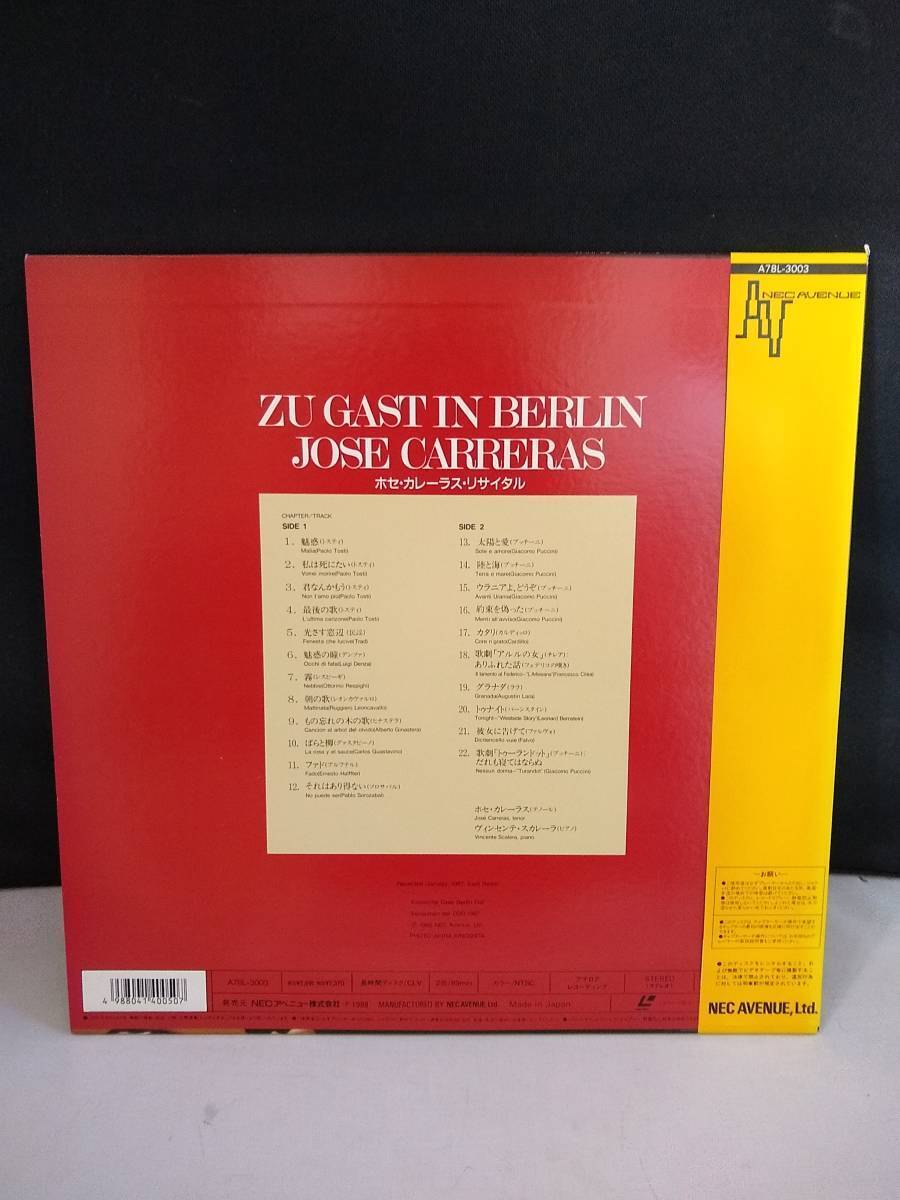 A78L-3003
NEC AVENUE
AV
ZU GAST IN BERLIN
JOSE CARRERAS
ホセ・カレーラス・リサイタル
CHAPTER/TRACK
SIDE 1
1. 魅惑(トスティ)
Malia(Paolo Tosti)
2. 私は死にたい(トスティ)
Vorrei morire(Paolo Tosti)
3. 君なんかもう(トスティ)
Non t'amo più(Paolo Tosti)
4. 最後の歌(トスティ)
L'ultima canzone(Paolo Tosti)
5. 光さす窓辺(民謡)
Fenesta che lucive(Trad)
6. 魅惑の瞳(デンツァ)
Occhi di fata(Luigi Denza)
7. 霧(レスピーギ)
Nebbie(Ottorino Respighi)
8. 朝の歌(レオンカヴァルロ)
Mattinata(Ruggieri Leoncavallo)
9. もの忘れの木の歌(ヒナステラ)
Cancion al arbol del olvido(Alberto Ginastera)
10. ばらと柳(グァスタビーノ)
La rosa y el sauce(Carlos Guastavino)
11. ファド(アルフテル)
Fado(Ernesto Halffter)
12. それはあり得ない(ソロサバル)
No puede ser(Pablo Sorozabal)
SIDE 2
13. 太陽と愛(プッチーニ)
Sole e amore(Giacomo Puccini)
14. 陸と海(プッチーニ)
Terra e mare(Giacomo Puccini)
15. ウラニアよ、どうぞ(プッチーニ)
Avanti Urania(Giacomo Puccini)
16. 約束を偽った(プッチーニ)
Menti all'avviso(Giacomo Puccini)
17. カタリ(カルディッロ)
Core n'grato(Cardillo)
18. 歌劇「アルルの女」(チレア):
ありふれた話(フェデリコの嘆き)
Il lamento di Federico-"L'Arlesiana"(Francesco Cilea)
19. グラナダ(ララ)
Granada(Augustin Lara)
20. トゥナイト(バーンスタイン)
Tonight-"Westside Story"(Leonard Bernstein)
21. 彼女に告げて(ファルヴォ)
Dicitencello vuie(Falvo)
22. 歌劇「トゥーランドット」(プッチーニ):
だれも寝てはならぬ
Nessun dorma-"Turandot"(Giacomo Puccini)
ホセ・カレーラス(テノール)
José Carreras, tenor
ヴィンセンテ・スカレーラ(ピアノ)
Vincente Scalera, piano
4 988041 400507
A78L-3003
長時間ディスク/CLV
カラー/NTSC
アナログ
レコーディング
STEREO
(ステレオ)
発売元 NECアベニュー株式会社 Ⓟ1988 MANUFACTURED BY NEC AVENUE Ltd. Made in Japan
―お願い―
NEC AVENUE, Ltd.